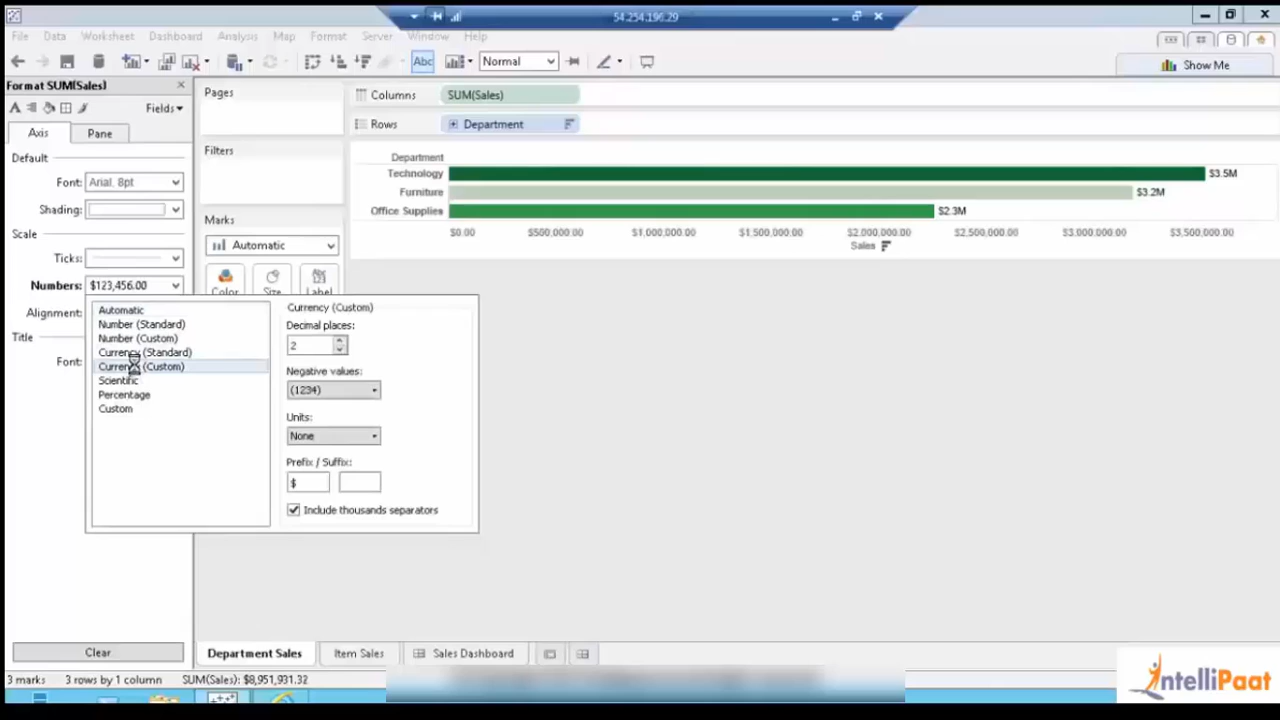 54.254.196.29
File Data Worksheet Dashboard Analysis Map Format Server Window Help
Abc Normal
Show Me
Format SUM(Sales)
Fields
Axis Pane
Default
Font: Arial, 8pt
Shading:
Scale
Ticks:
Numbers: $123,456.00
Alignment:
Title
Font:
Automatic
Number (Standard)
Number (Custom)
Currency (Standard)
Currency (Custom)
Scientific
Percentage
Custom
Currency (Custom)
Decimal places:
2
Negative values:
(1234)
Units:
None
Prefix / Suffix:
$
Include thousands separators
Clear
Pages
Filters
Marks
Automatic
Color Size Label
Columns SUM(Sales)
Rows Department
Department
Technology $3.5M
Furniture $3.2M
Office Supplies $2.3M
$0.00 $500,000.00 $1,000,000.00 $1,500,000.00 $2,000,000.00 $2,500,000.00 $3,000,000.00 $3,500,000.00
Sales
Department Sales Item Sales Sales Dashboard
3 marks 3 rows by 1 column SUM(Sales): $8,951,931.32
IntelliPaat